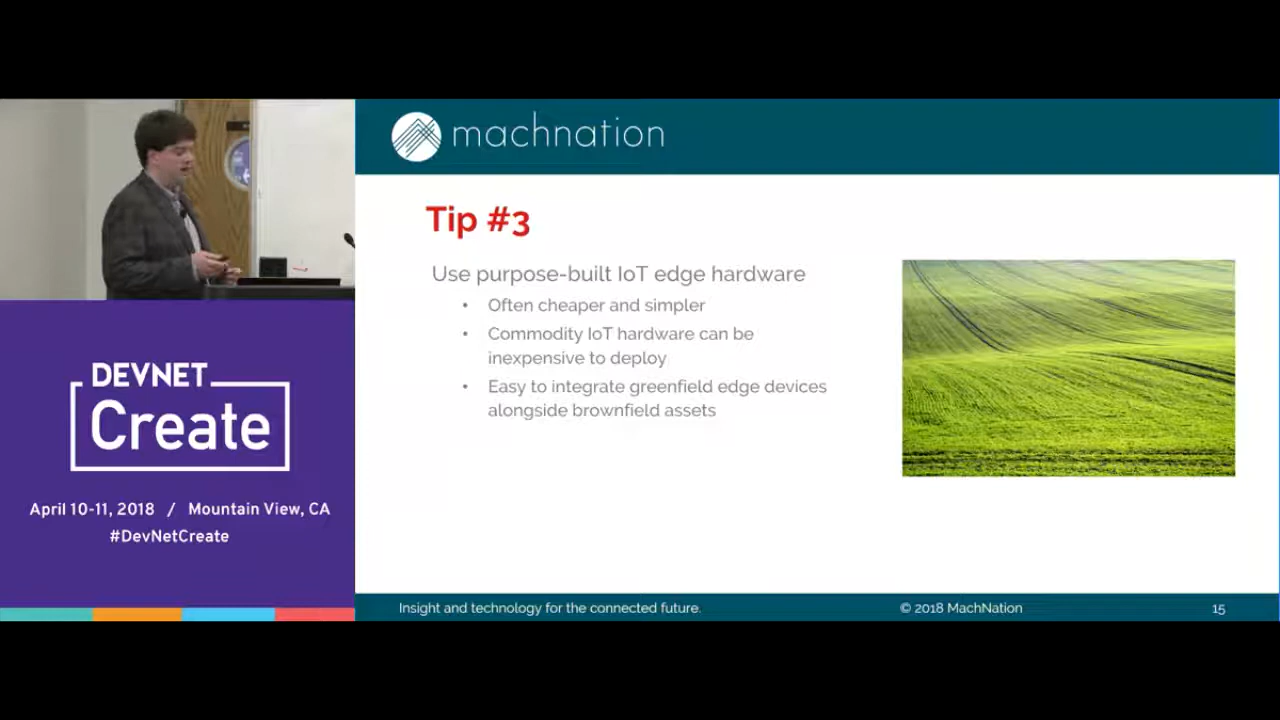 machnation
Tip #3
Use purpose-built IoT edge hardware
• Often cheaper and simpler
• Commodity IoT hardware can be
inexpensive to deploy
• Easy to integrate greenfield edge devices
alongside brownfield assets
DEVNET
Create
April 10-11, 2018 / Mountain View, CA
#DevNetCreate
Insight and technology for the connected future.
© 2018 MachNation
15